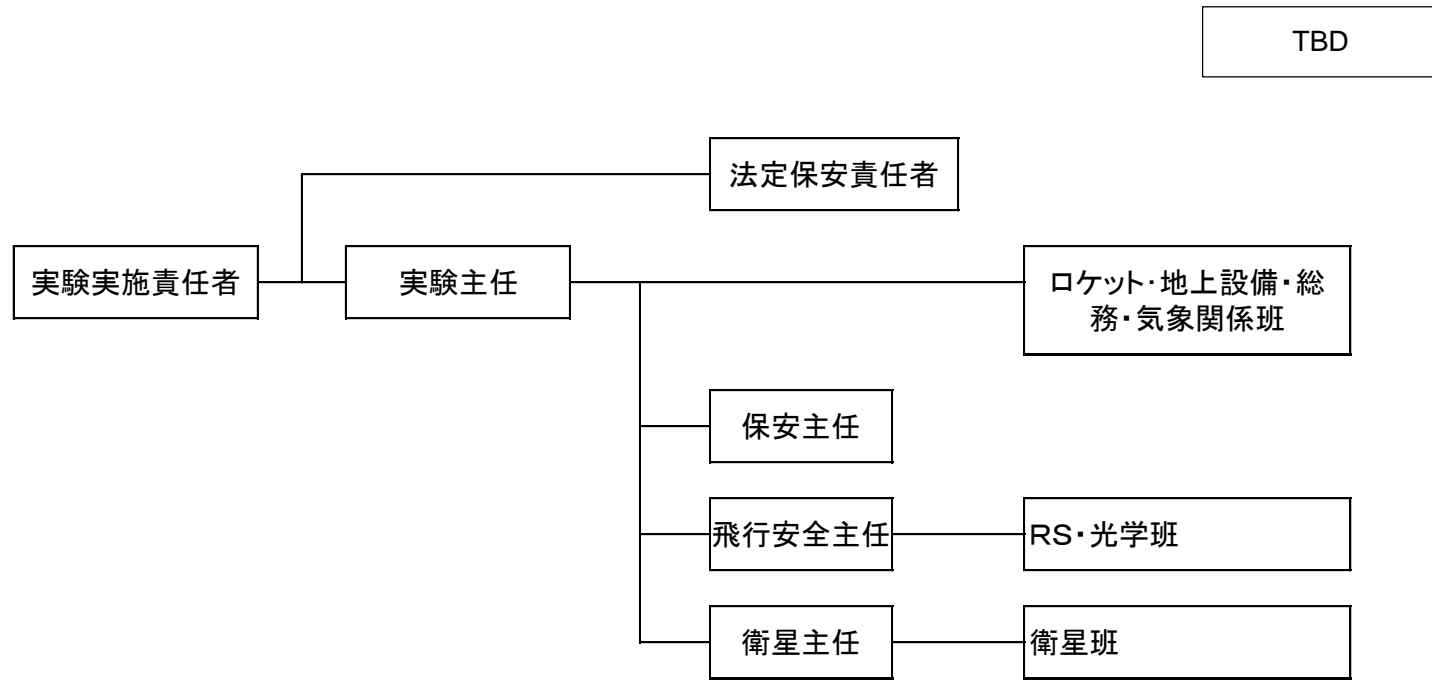 TBD
法定保安責任者
実験実施責任者
実験主任
ロケット・地上設備・総
務・気象関係班
保安主任
飛行安全主任
RS・光学班
衛星主任
衛星班